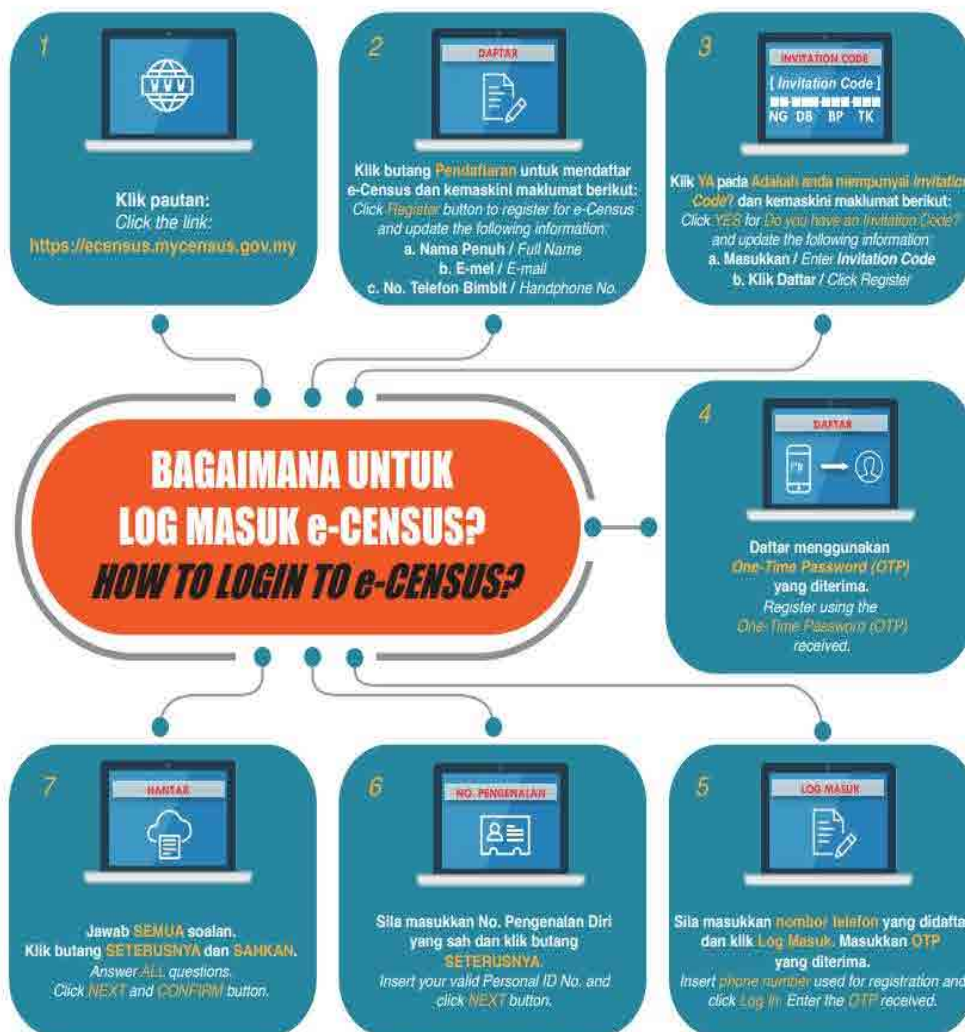 1
WWW
Klik pautan:
Click the link:
https://ecensus.mycensus.gov.my
2
DAFTAR
Klik butang Pendaftaran untuk mendaftar
e-Census dan kemaskini maklumat berikut:
Click Register button to register for e-Census
and update the following information
a. Nama Penuh / Full Name
b. E-mel / E-mail
c. No. Telefon Bimbit / Handphone No.
3
INVITATION CODE
[ Invitation Code ]
NG DB BP TK
Klik YA pada Adakah anda mempunyai Invitation
Code? dan kemaskini maklumat berikut:
Click YES for Do you have an Invitation Code?
and update the following information
a. Masukkan / Enter Invitation Code
b. Klik Daftar / Click Register
BAGAIMANA UNTUK
LOG MASUK e-CENSUS?
HOW TO LOGIN TO e-CENSUS?
4
DAFTAR
Daftar menggunakan
One-Time Password (OTP)
yang diterima.
Register using the
One-Time Password (OTP)
received.
5
LOG MASUK
Sila masukkan nombor telefon yang didafta
dan klik Log Masuk. Masukkan OTP
yang diterima.
Insert phone number used for registration and
click Log In. Enter the OTP received.
6
NO. PENGENALAN
Sila masukkan No. Pengenalan Diri
yang sah dan klik butang
SETERUSNYA.
Insert your valid Personal ID No. and
click NEXT button.
7
HANTAR
Jawab SEMUA soalan.
Klik butang SETERUSNYA dan SAHKAN.
Answer ALL questions.
Click NEXT and CONFIRM button.